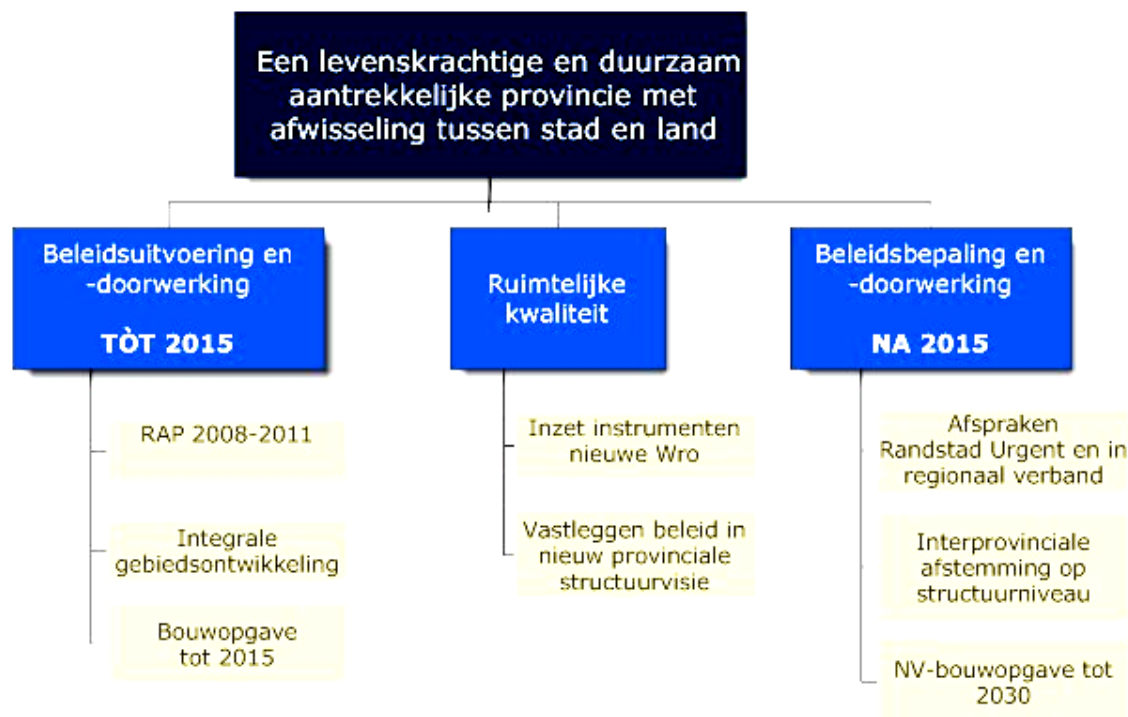 Een levenskrachtige en duurzaam
aantrekkelijke provincie met
afwisseling tussen stad en land
Beleidsuitvoering en
-doorwerking
TÒT 2015
RAP 2008-2011
Integrale
gebiedsontwikkeling
Bouwopgave
tot 2015
Ruimtelijke
kwaliteit
Inzet instrumenten
nieuwe Wro
Vastleggen beleid in
nieuw provinciale
structuurvisie
Beleidsbepaling en
-doorwerking
NA 2015
Afspraken
Randstad Urgent en in
regionaal verband
Interprovinciale
afstemming op
structuurniveau
NV-bouwopgave tot
2030